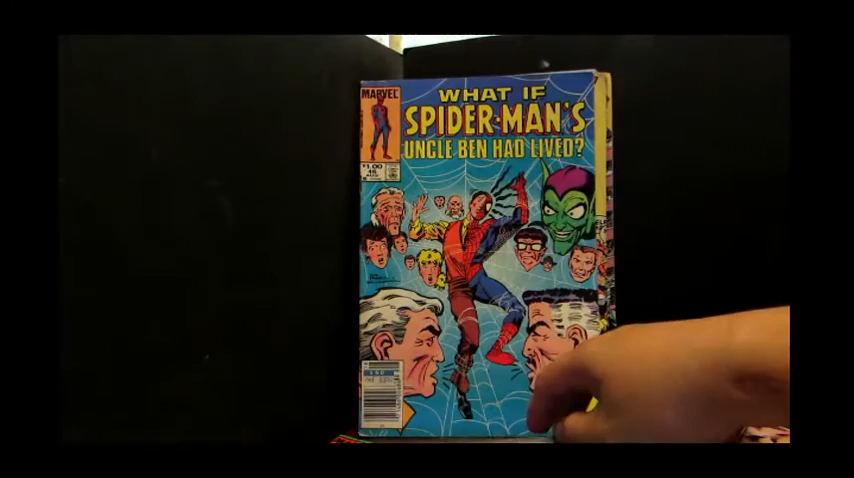 MARVEL
WHAT IF
SPIDER-MAN'S
UNCLE BEN HAD LIVED?
$1.00
46